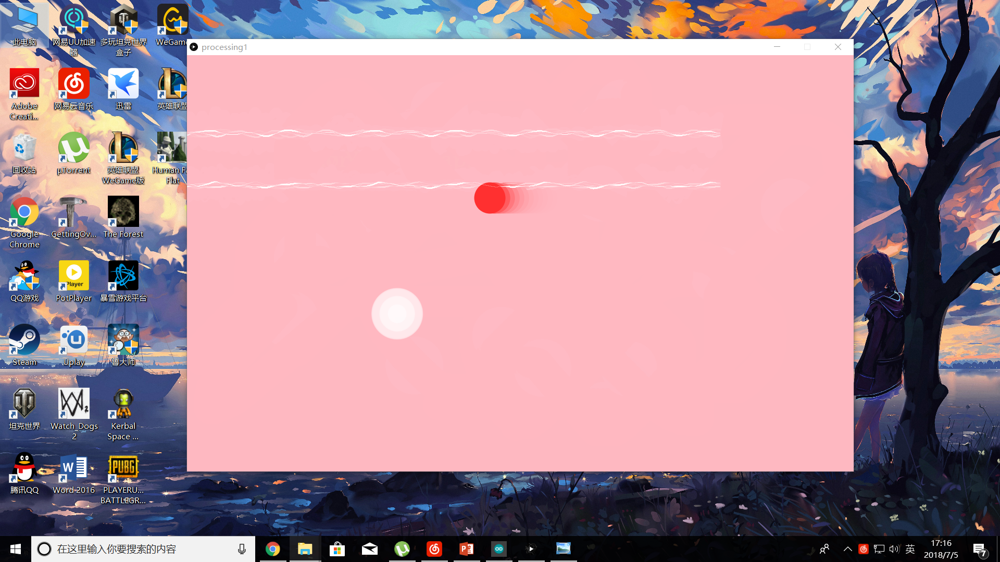 此电脑
网易UU加速
器
多玩坦克世界
盒子
WeGame
processing1
Adobe
Creati...
网易云音乐
迅雷
英雄联盟
回收站
µTorrent
英雄联盟
WeGame版
Human Fa
Flat
Google
Chrome
GettingOv...
The Forest
QQ游戏
Player
PotPlayer
暴雪游戏平台
Steam
Uplay
鲁大师
坦克世界
Watch_Dogs
2
Kerbal
Space ...
腾讯QQ
Word 2016
PUBG
PLAYERU...
BATTLEGR...
在这里输入你要搜索的内容
英
17:16
2018/7/5
7